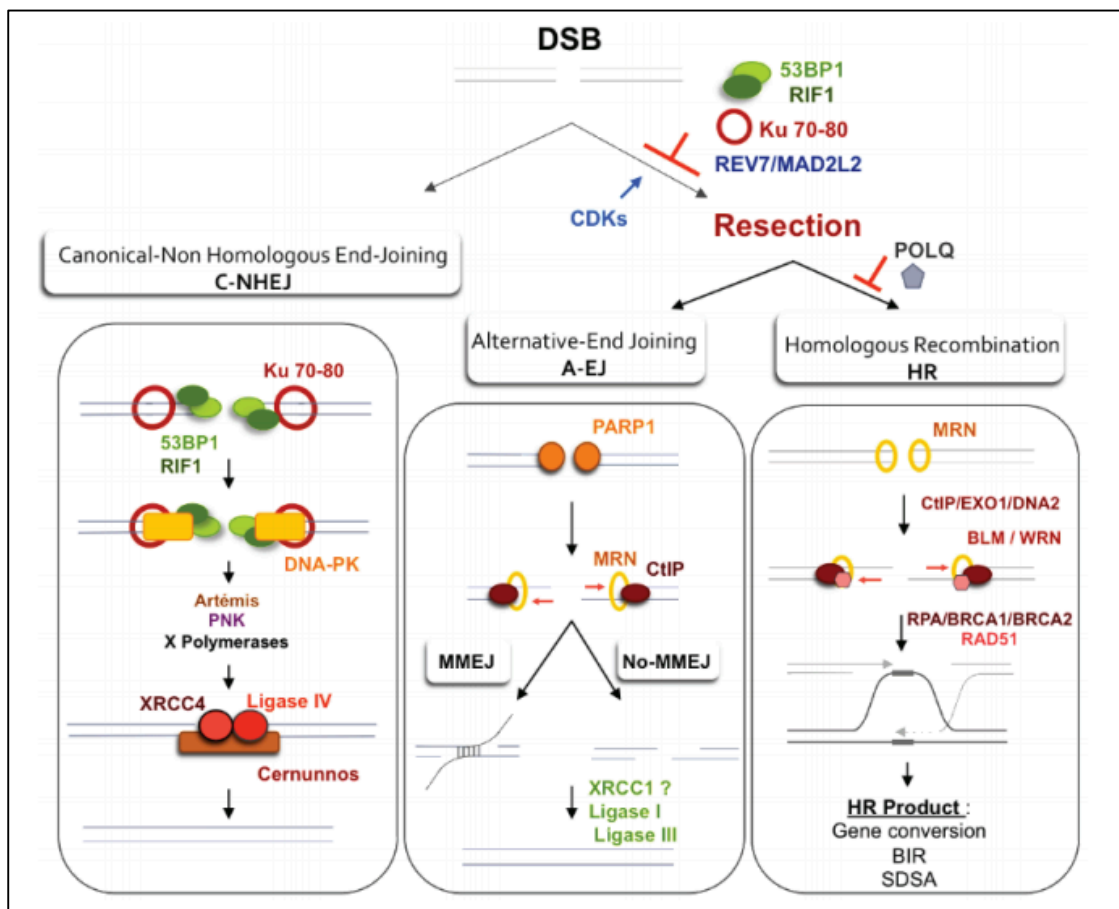 DSB
53BP1
RIF1
Ku 70-80
REV7/MAD2L2
CDKs
Resection
POLQ
Canonical-Non Homologous End-Joining
C-NHEJ
Ku 70-80
53BP1
RIF1
DNA-PK
Artémis
PNK
X Polymerases
XRCC4
Ligase IV
Cernunnos
Alternative-End Joining
A-EJ
PARP1
MRN
CtIP
MMEJ
No-MMEJ
XRCC1 ?
Ligase I
Ligase III
Homologous Recombination
HR
MRN
CtIP/EXO1/DNA2
BLM / WRN
RPA/BRCA1/BRCA2
RAD51
HR Product :
Gene conversion
BIR
SDSA